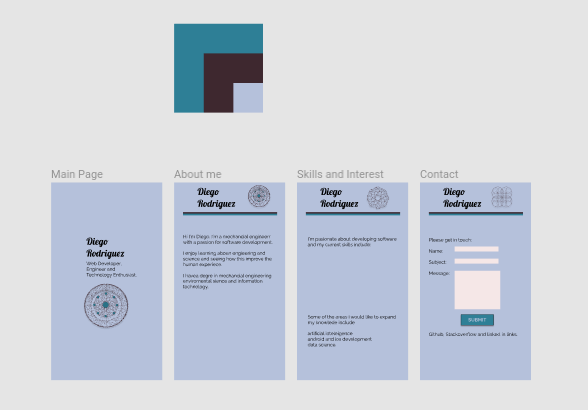 Main Page
About me
Skills and Interest
Contact
Diego
Rodriguez
Web Developer
Engineer and
Technology Enthusiast
Diego
Rodriguez
Hi I'm Diego. I'm a mechanical engineer
with a passion for software development.
I enjoy learning about engineering and
science and seeing how this improve the
human experience.
I have a degre in mechanical engineering
enviromental sience and information
technology.
Diego
Rodriguez
I'm passionate about developing software
and my current skills include:
Some of the areas I would like to expand
my knowlede include:
artificial intelligence
android and ios development
data science
Diego
Rodriguez
Please get in touch:
Name:
Subject:
Message:
SUBMIT
Github, Stackoverflow and linked in links.